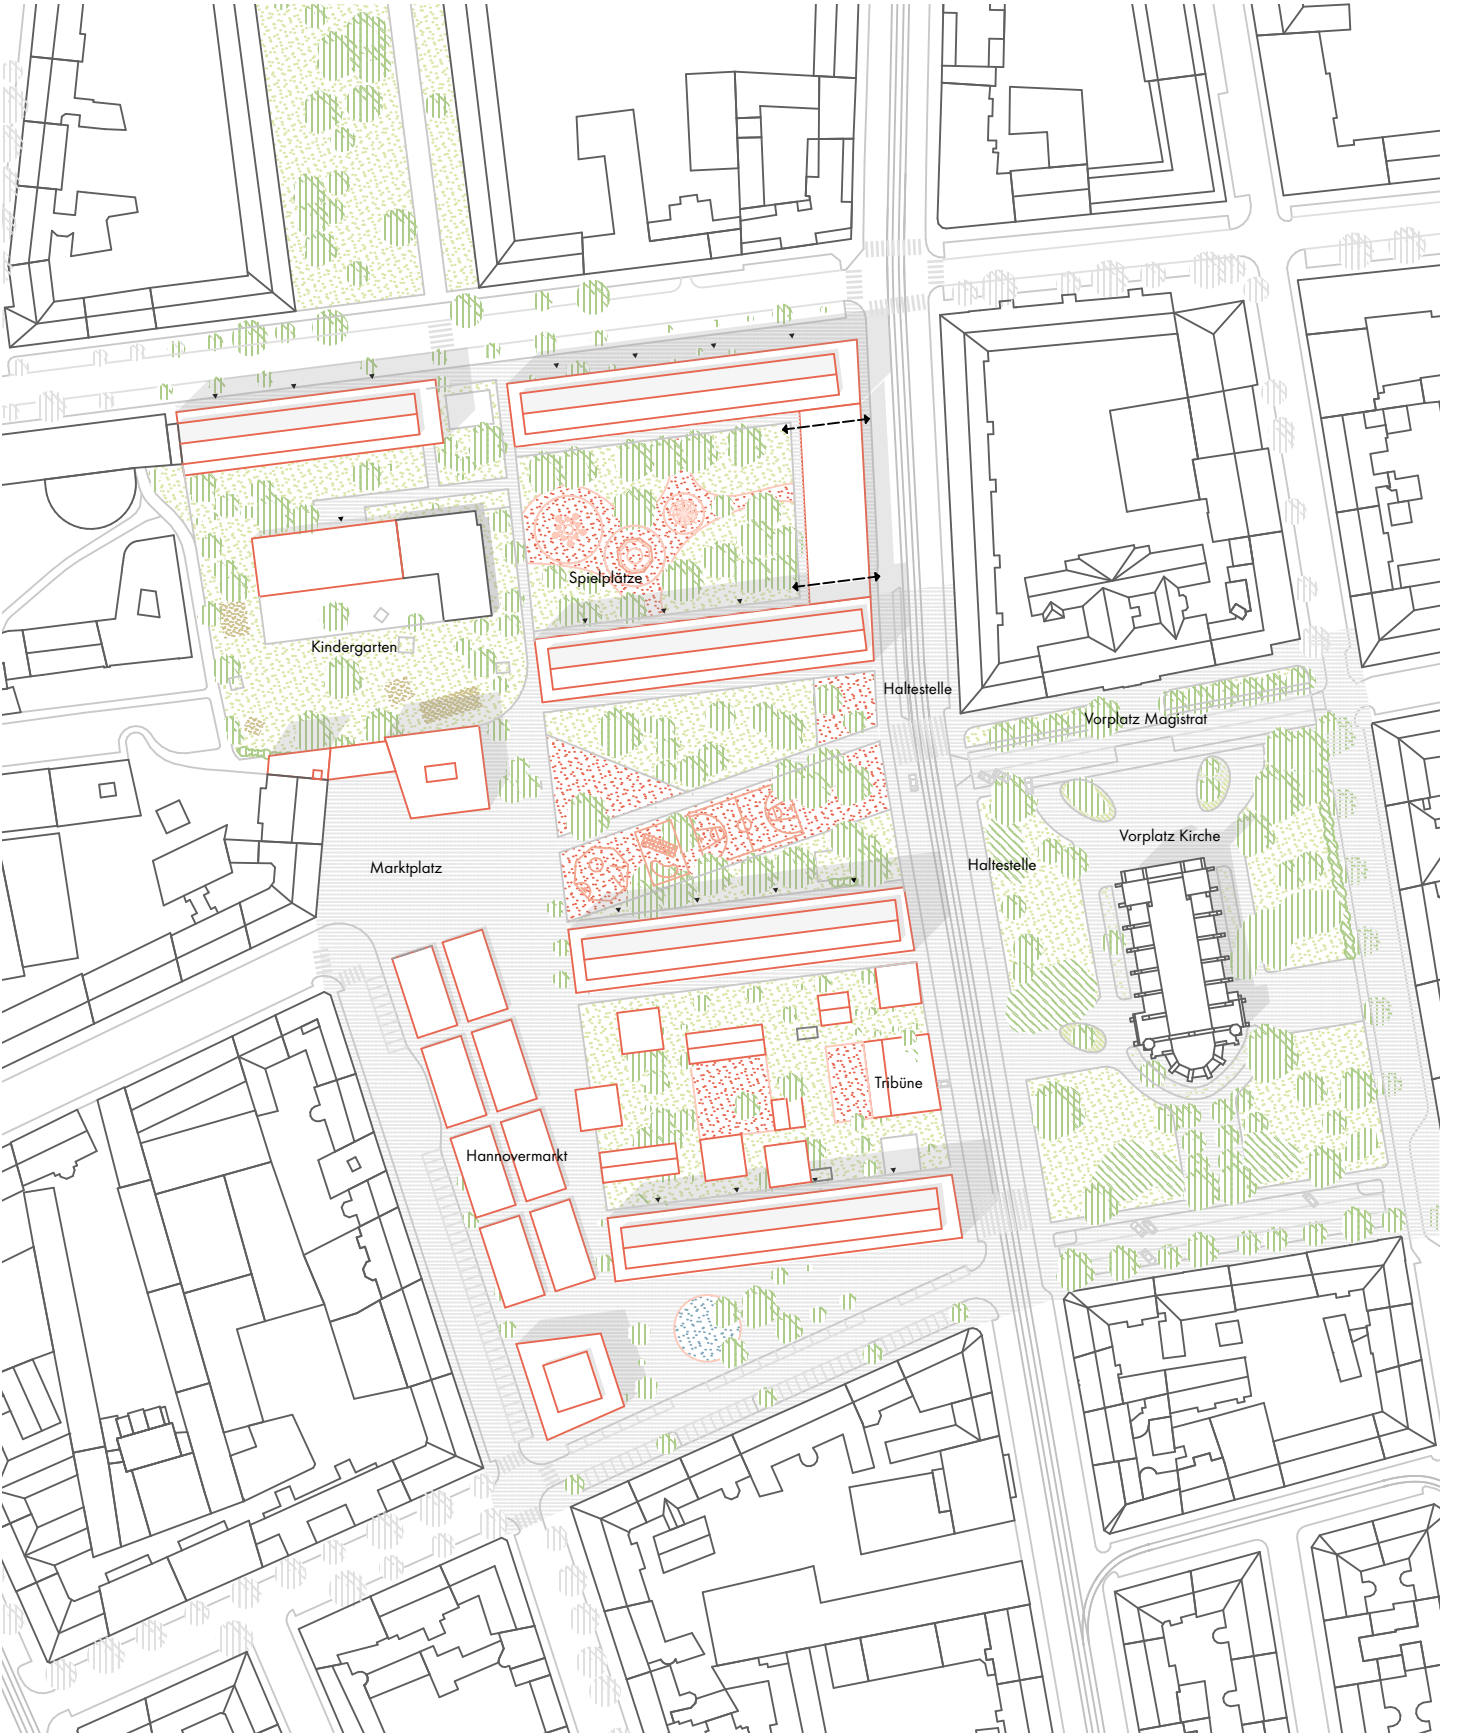 Spielplätze
Kindergarten
Haltestelle
Vorplatz Magistrat
Vorplatz Kirche
Marktplatz
Haltestelle
Tribüne
Hannovermarkt